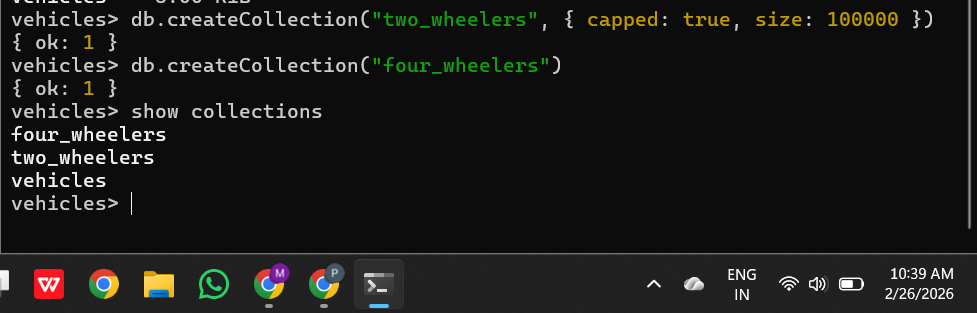 vehicles> db.createCollection("two_wheelers", { capped: true, size: 100000 })
{ ok: 1 }
vehicles> db.createCollection("four_wheelers")
{ ok: 1 }
vehicles> show collections
four_wheelers
two_wheelers
vehicles
vehicles>
W M P ENG 10:39 AM
IN 2/26/2026